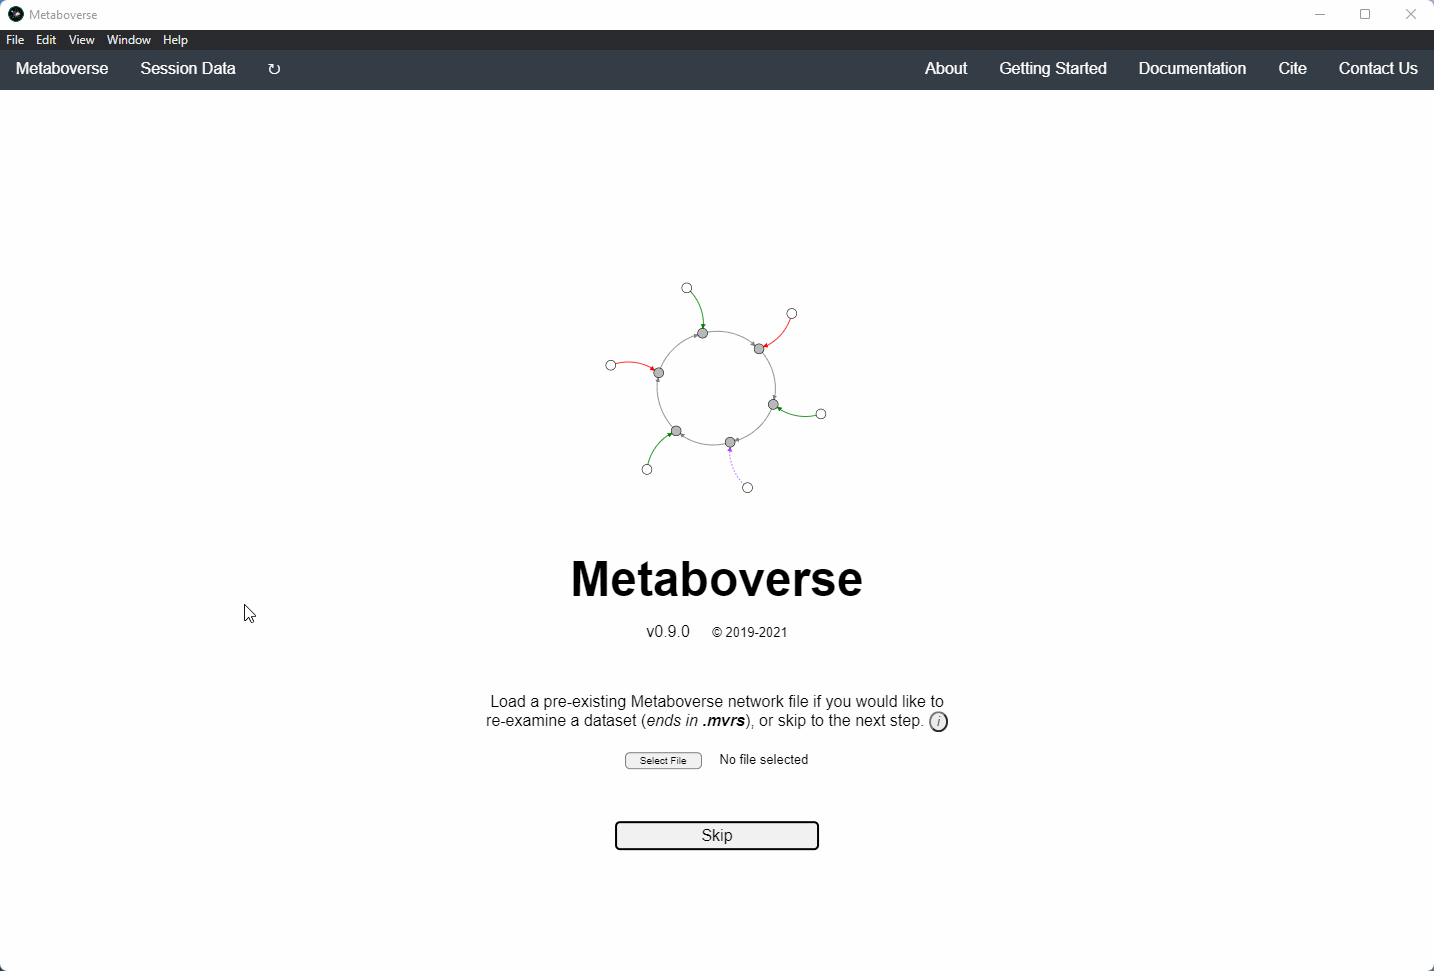 Metaboverse
File Edit View Window Help
Metaboverse Session Data ↻ About Getting Started Documentation Cite Contact Us
Metaboverse
v0.9.0 © 2019-2021
Load a pre-existing Metaboverse network file if you would like to
re-examine a dataset (ends in .mvrs), or skip to the next step. i
Select File No file selected
Skip